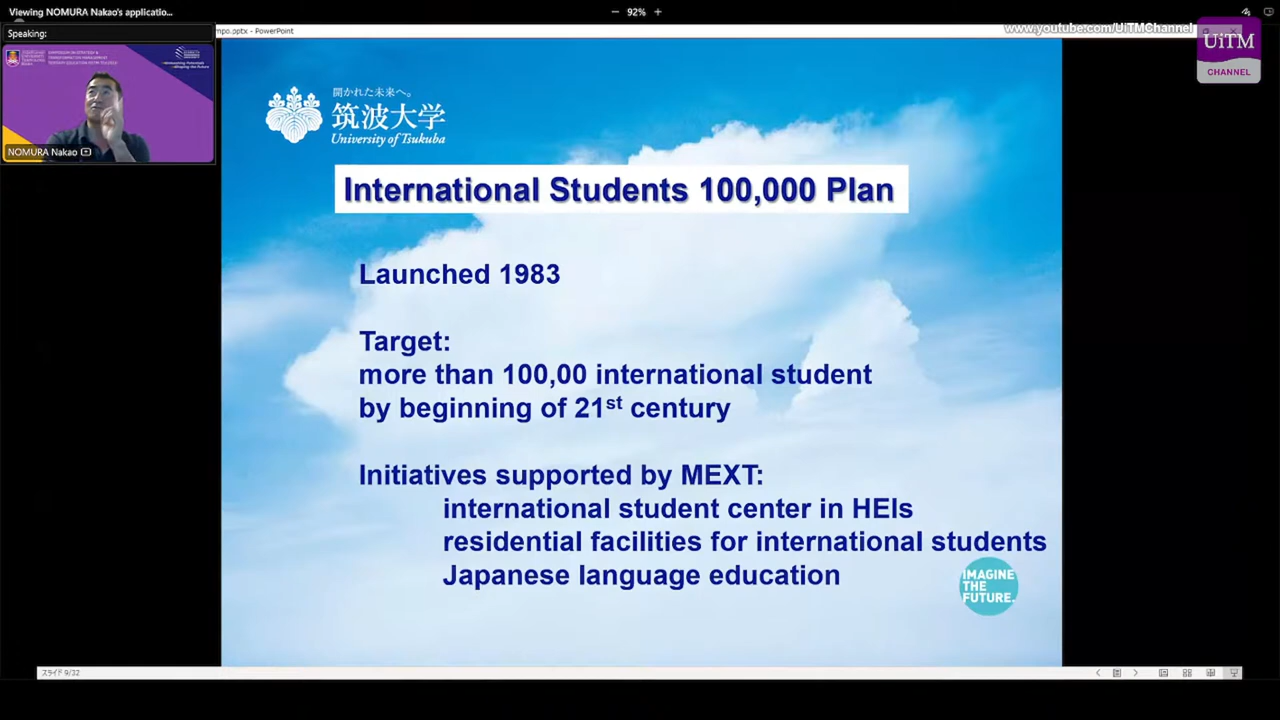 Viewing NOMURA Nakao's applicatio...
92%
Speaking:
mpo.pptx - PowerPoint
www.youtube.com/UiTMChannel
UiTM
CHANNEL
NOMURA Nakao
開かれた未来へ。
筑波大学
University of Tsukuba
International Students 100,000 Plan
Launched 1983
Target:
more than 100,00 international student
by beginning of 21st century
Initiatives supported by MEXT:
international student center in HEIs
residential facilities for international students
Japanese language education
IMAGINE
THE
FUTURE.
スライド 9/32